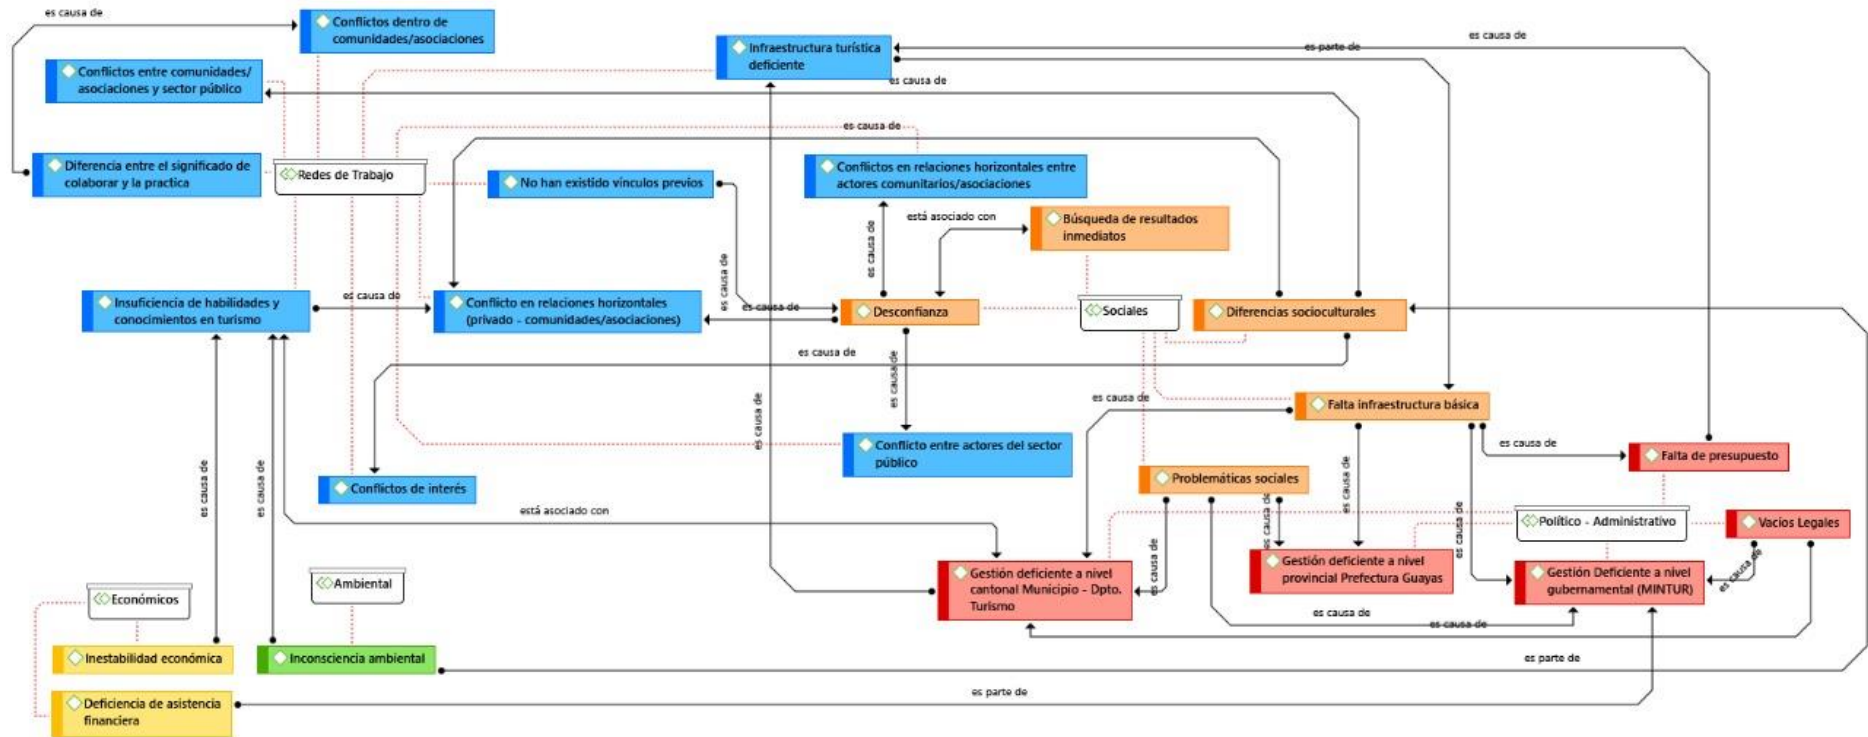 es causa de
Conflictos dentro de
comunidades/asociaciones
Infraestructura turística
deficiente
es parte de
es causa de
Conflictos entre comunidades/
asociaciones y sector público
es causa de
es causa de
Diferencia entre el significado de
colaborar y la practica
Redes de Trabajo
No han existido vínculos previos
Conflictos en relaciones horizontales entre
actores comunitarios/asociaciones
está asociado con
Búsqueda de resultados
inmediatos
es causa de
es causa de
Insuficiencia de habilidades y
conocimientos en turismo
es causa de
Conflicto en relaciones horizontales
(privado - comunidades/asociaciones)
es causa de
Desconfianza
Sociales
Diferencias socioculturales
es causa de
es causa de
es causa de
es causa de
Falta infraestructura básica
Conflicto entre actores del sector
público
es causa de
Falta de presupuesto
es causa de
es causa de
Conflictos de interés
Problemáticas sociales
es causa de
es causa de
está asociado con
es causa de
es causa de
Político - Administrativo
Vacíos Legales
es causa de
Gestión deficiente a nivel
cantonal Municipio - Dpto.
Turismo
Gestión deficiente a nivel
provincial Prefectura Guayas
Gestión Deficiente a nivel
gubernamental (MINTUR)
es causa de
Económicos
Ambiental
es causa de
es causa de
Inestabilidad económica
Inconsciencia ambiental
es parte de
Deficiencia de asistencia
financiera
es parte de